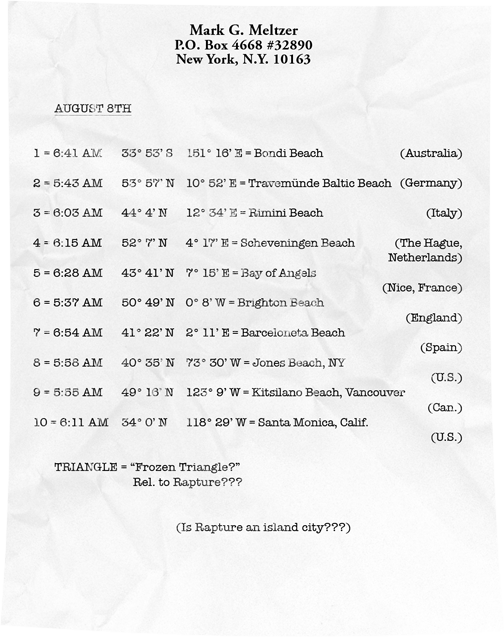 Mark G. Meltzer
P.O. Box 4668 #32890
New York, N.Y. 10163
AUGUST 8TH
1 = 6:41 AM 33° 53' S 151° 16' E = Bondi Beach (Australia)
2 = 5:43 AM 53° 57' N 10° 52' E = Travemünde Baltic Beach (Germany)
3 = 6:03 AM 44° 4' N 12° 34' E = Rimini Beach (Italy)
4 = 6:15 AM 52° 7' N 4° 17' E = Scheveningen Beach (The Hague,
Netherlands)
5 = 6:28 AM 43° 41' N 7° 15' E = Bay of Angels
(Nice, France)
6 = 5:37 AM 50° 49' N 0° 8' W = Brighton Beach
(England)
7 = 6:54 AM 41° 22' N 2° 11' E = Barceloneta Beach
(Spain)
8 = 5:58 AM 40° 35' N 73° 30' W = Jones Beach, NY
(U.S.)
9 = 5:55 AM 49° 16' N 123° 9' W = Kitsilano Beach, Vancouver
(Can.)
10 = 6:11 AM 34° 0' N 118° 29' W = Santa Monica, Calif.
(U.S.)
TRIANGLE = "Frozen Triangle?"
Rel. to Rapture???
(Is Rapture an island city???)